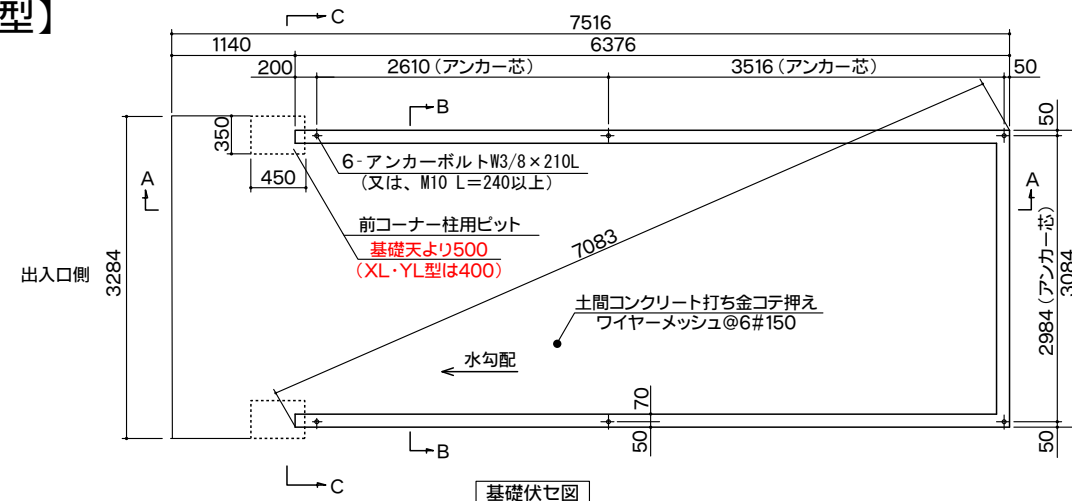 型】
C
7516
1140
6376
200
2610（アンカー芯）
3516（アンカー芯）
50
B
50
350
6-アンカーボルトW3/8×210L
（又は、M10 L=240以上）
450
A
A
前コーナー柱用ピット
基礎天より500
（XL・YL型は400）
7083
出入口側
3284
土間コンクリート打ち金コテ押え
ワイヤーメッシュ@6#150
2984（アンカー芯）
3084
水勾配
70
50
50
B
C
基礎伏セ図